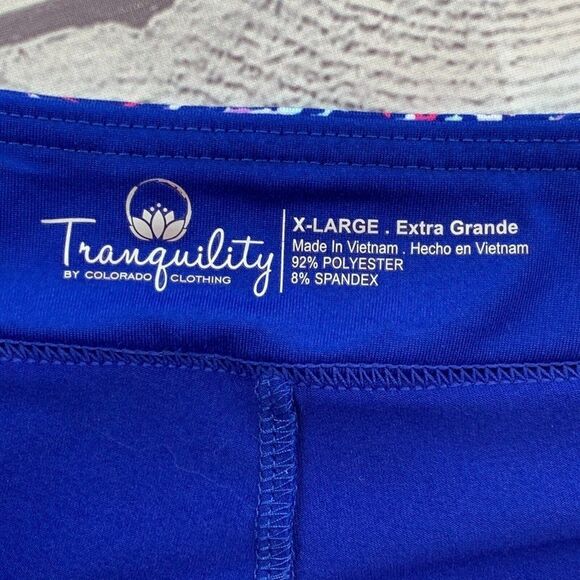 Tranquility
BY COLORADO CLOTHING
X-LARGE . Extra Grande
Made In Vietnam . Hecho en Vietnam
92% POLYESTER
8% SPANDEX